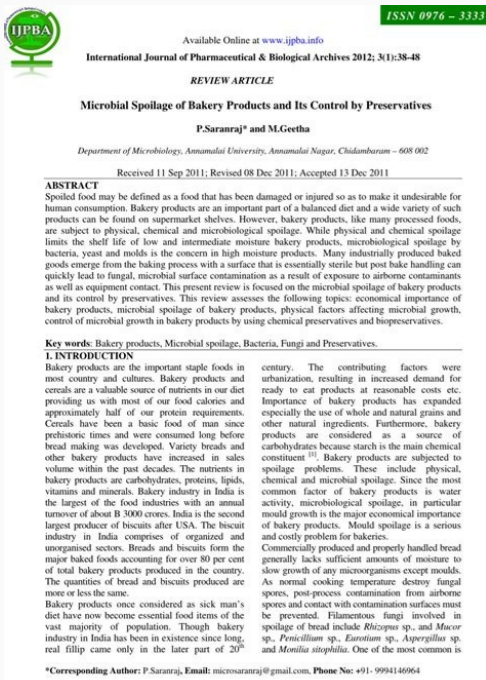 ISSN 0976 – 3333
IJPBA
Available Online at www.ijpba.info
International Journal of Pharmaceutical & Biological Archives 2012; 3(1):38-48
REVIEW ARTICLE
Microbial Spoilage of Bakery Products and Its Control by Preservatives
P.Saranraj* and M.Geetha
Department of Microbiology, Annamalai University, Annamalai Nagar, Chidambaram – 608 002
Received 11 Sep 2011; Revised 08 Dec 2011; Accepted 13 Dec 2011
ABSTRACT
Spoiled food may be defined as a food that has been damaged or injured so as to make it undesirable for
human consumption. Bakery products are an important part of a balanced diet and a wide variety of such
products can be found on supermarket shelves. However, bakery products, like many processed foods,
are subject to physical, chemical and microbiological spoilage. While physical and chemical spoilage
limits the shelf life of low and intermediate moisture bakery products, microbiological spoilage by
bacteria, yeast and molds is the concern in high moisture products. Many industrially produced baked
goods emerge from the baking process with a surface that is essentially sterile but post bake handling can
quickly lead to fungal, microbial surface contamination as a result of exposure to airborne contaminants
as well as equipment contact. This present review is focused on the microbial spoilage of bakery products
and its control by preservatives. This review assesses the following topics: economical importance of
bakery products, microbial spoilage of bakery products, physical factors affecting microbial growth,
control of microbial growth in bakery products by using chemical preservatives and biopreservatives.
Key words: Bakery products, Microbial spoilage, Bacteria, Fungi and Preservatives.
1. INTRODUCTION
Bakery products are the important staple foods in
most country and cultures. Bakery products and
cereals are a valuable source of nutrients in our diet
providing us with most of our food calories and
approximately half of our protein requirements.
Cereals have been a basic food of man since
prehistoric times and were consumed long before
bread making was developed. Variety breads and
other bakery products have increased in sales
volume within the past decades. The nutrients in
bakery products are carbohydrates, proteins, lipids,
vitamins and minerals. Bakery industry in India is
the largest of the food industries with an annual
turnover of about B 3000 crores. India is the second
largest producer of biscuits after USA. The biscuit
industry in India comprises of organized and
unorganised sectors. Breads and biscuits form the
major baked foods accounting for over 80 per cent
of total bakery products produced in the country.
The quantities of bread and biscuits produced are
more or less the same.
Bakery products once considered as sick man's
diet have now become essential food items of the
vast majority of population. Though bakery
industry in India has been in existence since long,
real fillip came only in the later part of 20th
century. The contributing factors were
urbanization, resulting in increased demand for
ready to eat products at reasonable costs etc.
Importance of bakery products has expanded
especially the use of whole and natural grains and
other natural ingredients. Furthermore, bakery
products are considered as a source of
carbohydrates because starch is the main chemical
constituent [1]. Bakery products are subjected to
spoilage problems. These include physical,
chemical and microbial spoilage. Since the most
common factor of bakery products is water
activity, microbiological spoilage, in particular
mould growth is the major economical importance
of bakery products. Mould spoilage is a serious
and costly problem for bakeries.
Commercially produced and properly handled bread
generally lacks sufficient amounts of moisture to
slow growth of any microorganisms except moulds.
As normal cooking temperature destroy fungal
spores, post-process contamination from airborne
spores and contact with contamination surfaces must
be prevented. Filamentous fungi involved in
spoilage of bread include Rhizopus sp., and Mucor
sp., Penicillium sp., Eurotium sp., Aspergillus sp.
and Monilia sitophilia. One of the most common is
*Corresponding Author: P.Saranraj, Email: microsaranraj@gmail.com, Phone No: +91- 9994146964